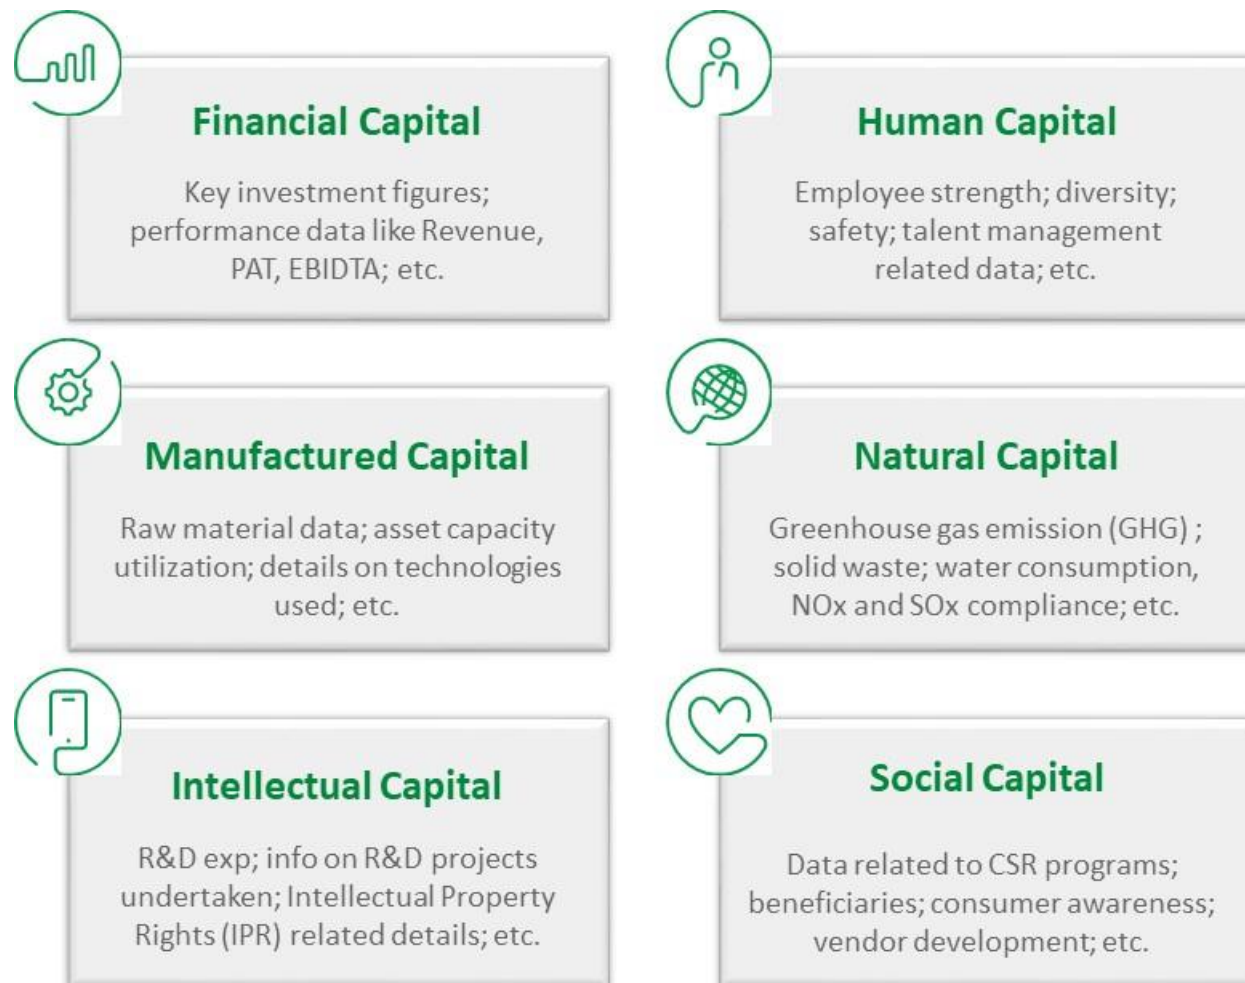 Financial Capital
Key investment figures;
performance data like Revenue,
PAT, EBIDTA; etc.
Human Capital
Employee strength; diversity;
safety; talent management
related data; etc.
Manufactured Capital
Raw material data; asset capacity
utilization; details on technologies
used; etc.
Natural Capital
Greenhouse gas emission (GHG) ;
solid waste; water consumption,
NOx and SOx compliance; etc.
Intellectual Capital
R&D exp; info on R&D projects
undertaken; Intellectual Property
Rights (IPR) related details; etc.
Social Capital
Data related to CSR programs;
beneficiaries; consumer awareness;
vendor development; etc.